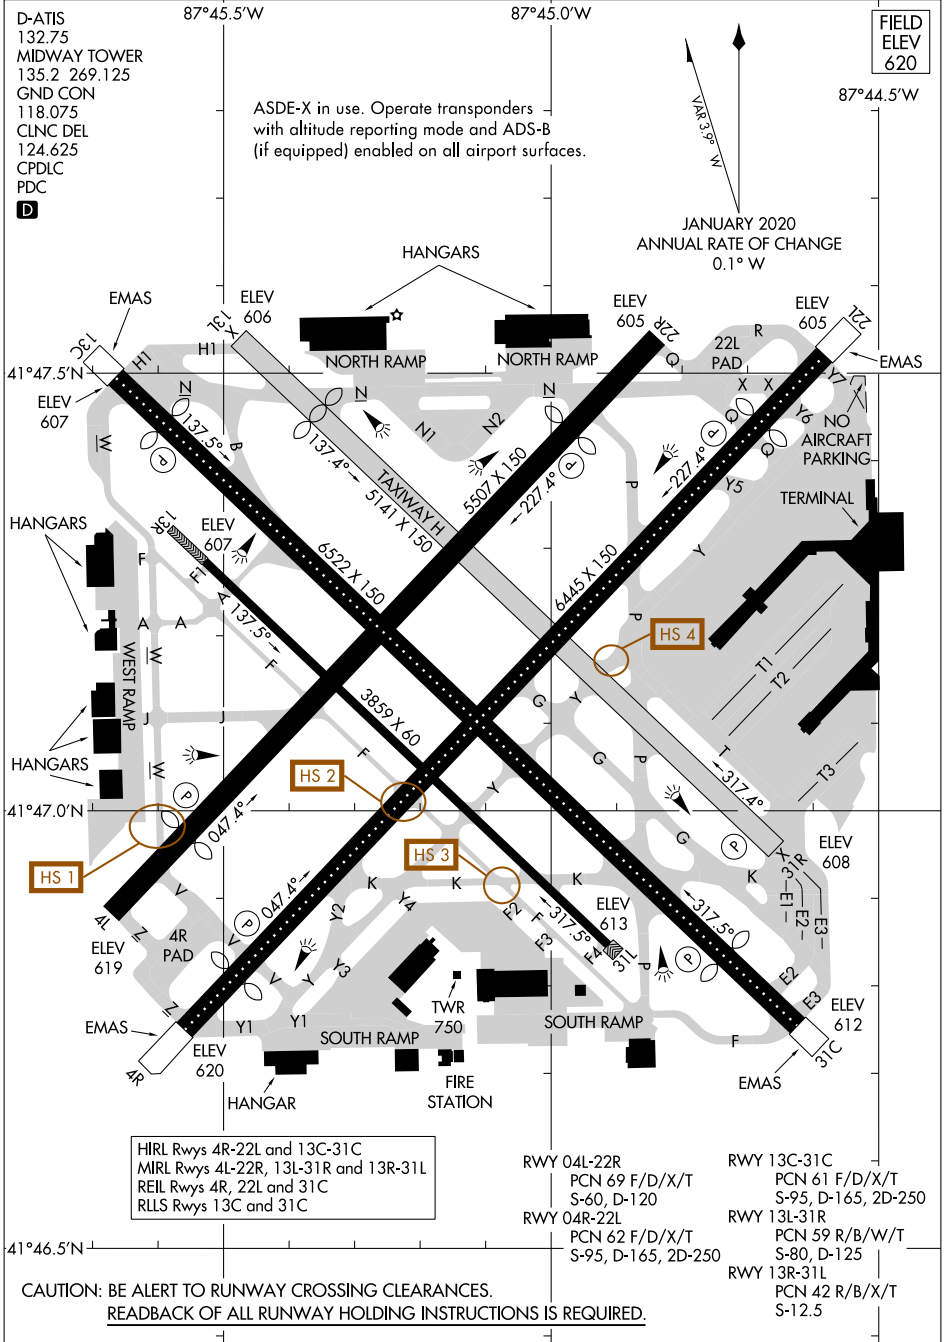 D-ATIS
132.75
MIDWAY TOWER
135.2 269.125
GND CON
118.075
CLNC DEL
124.625
CPDLC
PDC
D
87°45.5'W
87°45.0'W
FIELD
ELEV
620
87°44.5'W
ASDE-X in use. Operate transponders
with altitude reporting mode and ADS-B
(if equipped) enabled on all airport surfaces.
VAR 3.9° W
JANUARY 2020
ANNUAL RATE OF CHANGE
0.1° W
HANGARS
EMAS
ELEV
606
ELEV
605
ELEV
605
22L
13C
13L
X
22R
R
22L
PAD
EMAS
H1
H1
NORTH RAMP
NORTH RAMP
Q
41°47.5'N
ELEV
607
N
N
N
X X
Y7
Y6
NO
AIRCRAFT
PARKING
W
B
137.5°
P
137.4°
N1
N2
227.4°
P
227.4°
P
Q
Q
Y5
P
TERMINAL
TAXIWAY H
5141 X 150
5507 X 150
HANGARS
13R
ELEV
607
F
F1
A
6522 X 150
6445 X 150
Y
A
A
W
137.5°
F
P
HS 4
WEST RAMP
T1
T2
J
J
3859 X 60
G
Y
HANGARS
W
F
G
P
T
T3
HS 2
317.4°
P
Y
41°47.0'N
047.4°
HS 1
HS 3
G
P
X
31R
ELEV
608
K
K
K
K
E1
E2
E3
V
4L
Z
ELEV
619
4R
PAD
V
P
047.4°
Y2
Y4
F2
F
F3
317.5°
ELEV
613
F4
31L
P
317.5°
P
V
Y
Y3
TWR
750
E2
E3
ELEV
612
Z
EMAS
Y1
Y1
SOUTH RAMP
SOUTH RAMP
F
4R
ELEV
620
31C
EMAS
HANGAR
FIRE
STATION
HIRL Rwys 4R-22L and 13C-31C
MIRL Rwys 4L-22R, 13L-31R and 13R-31L
REIL Rwys 4R, 22L and 31C
RLLS Rwys 13C and 31C
RWY 04L-22R
PCN 69 F/D/X/T
S-60, D-120
RWY 04R-22L
PCN 62 F/D/X/T
S-95, D-165, 2D-250
RWY 13C-31C
PCN 61 F/D/X/T
S-95, D-165, 2D-250
RWY 13L-31R
PCN 59 R/B/W/T
S-80, D-125
RWY 13R-31L
PCN 42 R/B/X/T
S-12.5
41°46.5'N
CAUTION: BE ALERT TO RUNWAY CROSSING CLEARANCES.
READBACK OF ALL RUNWAY HOLDING INSTRUCTIONS IS REQUIRED.